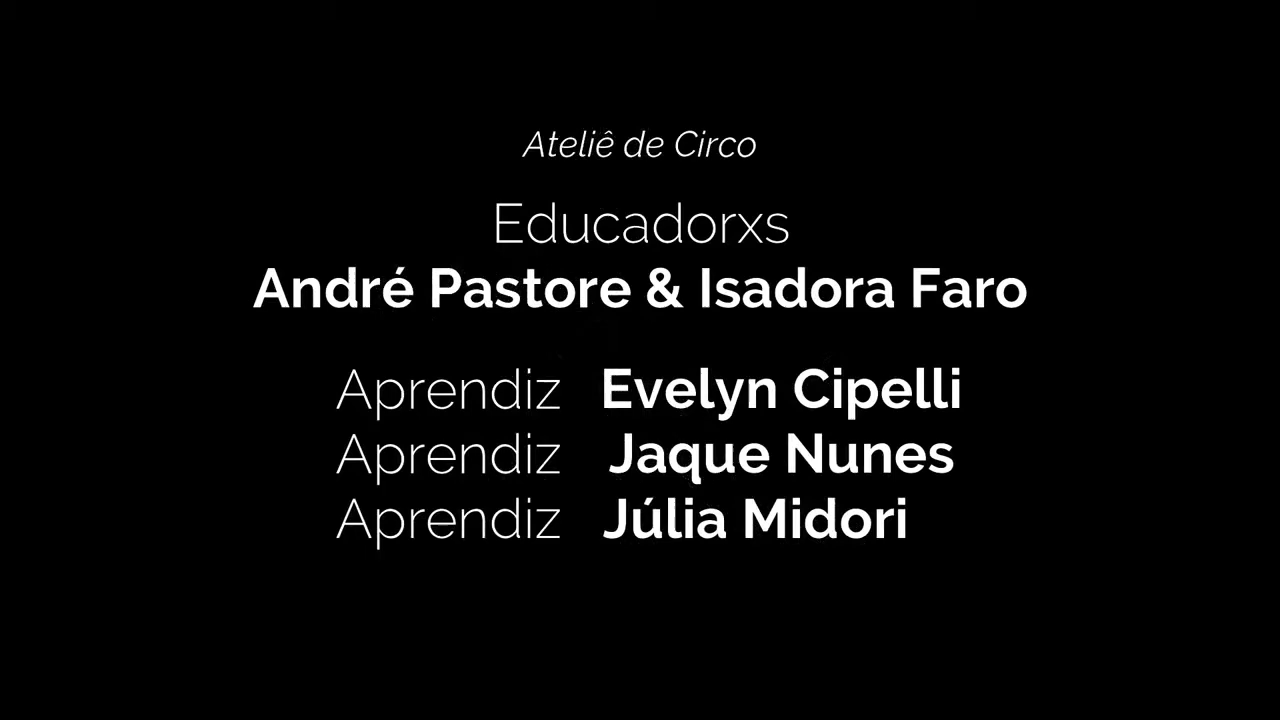 Ateliê de Circo
Educadorxs
André Pastore & Isadora Faro
Aprendiz Evelyn Cipelli
Aprendiz Jaque Nunes
Aprendiz Júlia Midori